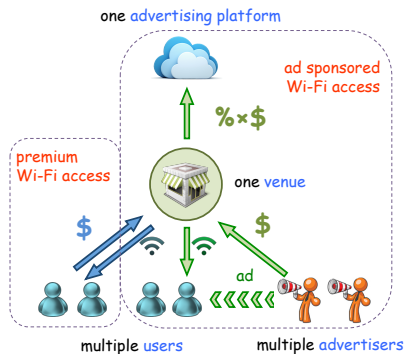 one advertising platform
ad sponsored
Wi-Fi access
%×$
premium
Wi-Fi access
one venue
$
$
ad
multiple users
multiple advertisers